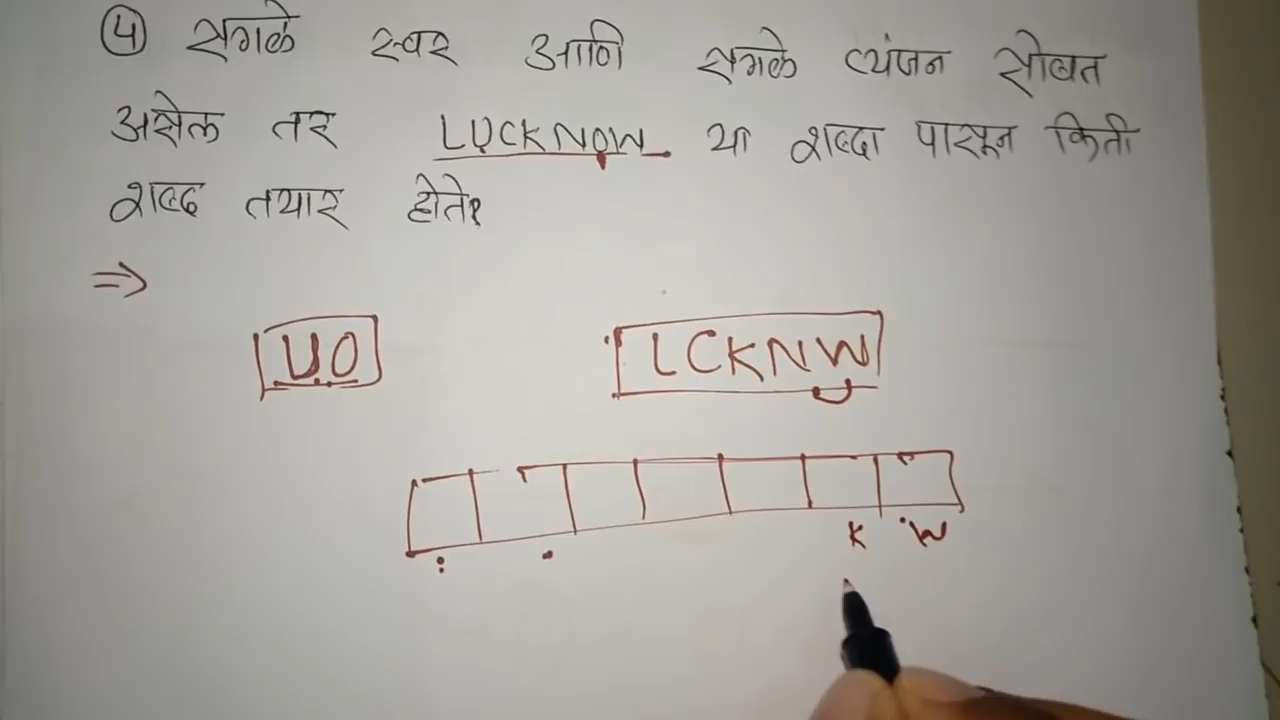 ④ सगळे स्वर आणि सगळे व्यंजन सोबत
असेल तर LUCKNOW या शब्दा पासून किती
शब्द तयार होते?
⇒
UO LCKNW
K W